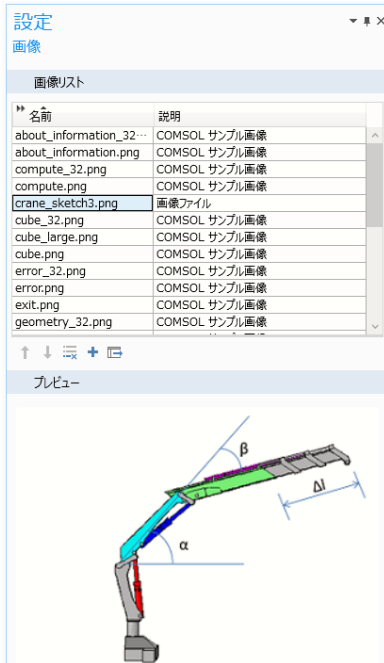 設定
画像
画像リスト
名前 説明
about_information_32… COMSOL サンプル画像
about_information.png COMSOL サンプル画像
compute_32.png COMSOL サンプル画像
compute.png COMSOL サンプル画像
crane_sketch3.png 画像ファイル
cube_32.png COMSOL サンプル画像
cube_large.png COMSOL サンプル画像
cube.png COMSOL サンプル画像
error_32.png COMSOL サンプル画像
error.png COMSOL サンプル画像
exit.png COMSOL サンプル画像
geometry_32.png COMSOL サンプル画像
プレビュー
β
Δl
α